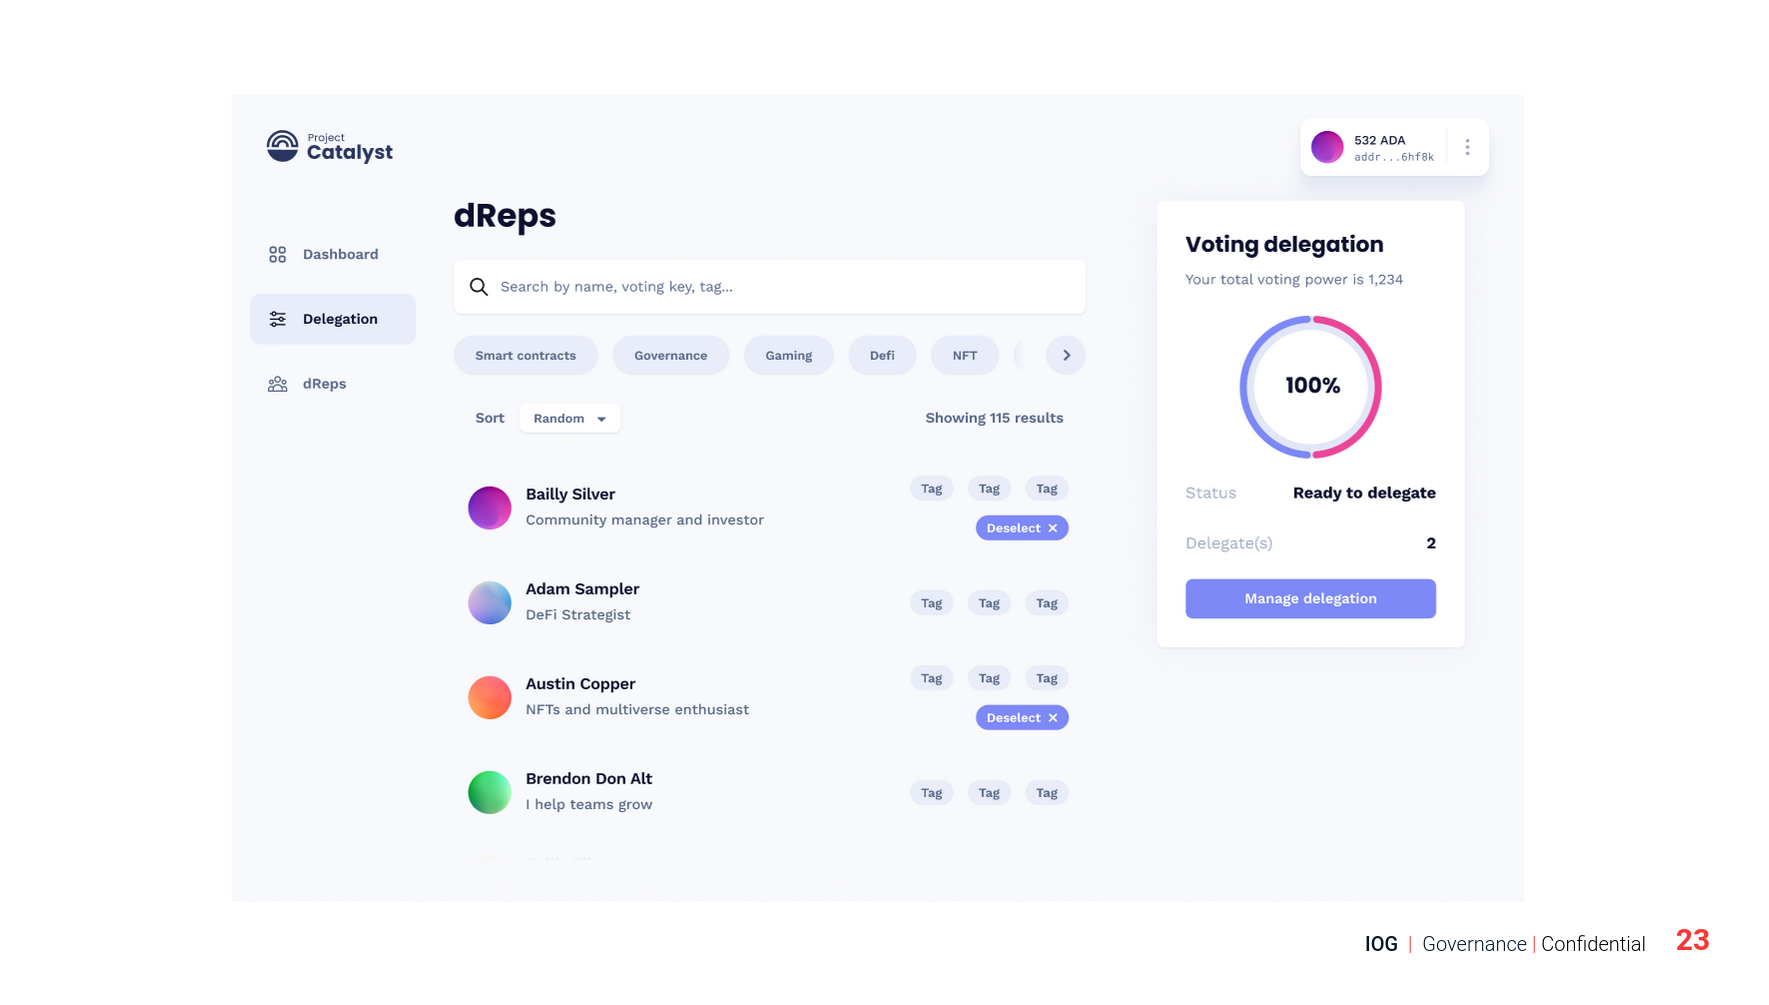 Project
Catalyst
532 ADA
addr...6hf8k
Dashboard
Delegation
dReps
dReps
Search by name, voting key, tag...
Smart contracts
Governance
Gaming
Defi
NFT
Sort
Random
Showing 115 results
Bailly Silver
Community manager and investor
Tag Tag Tag
Deselect ×
Adam Sampler
DeFi Strategist
Tag Tag Tag
Austin Copper
NFTs and multiverse enthusiast
Tag Tag Tag
Deselect ×
Brendon Don Alt
I help teams grow
Tag Tag Tag
Voting delegation
Your total voting power is 1,234
100%
Status Ready to delegate
Delegate(s) 2
Manage delegation
IOG | Governance | Confidential 23